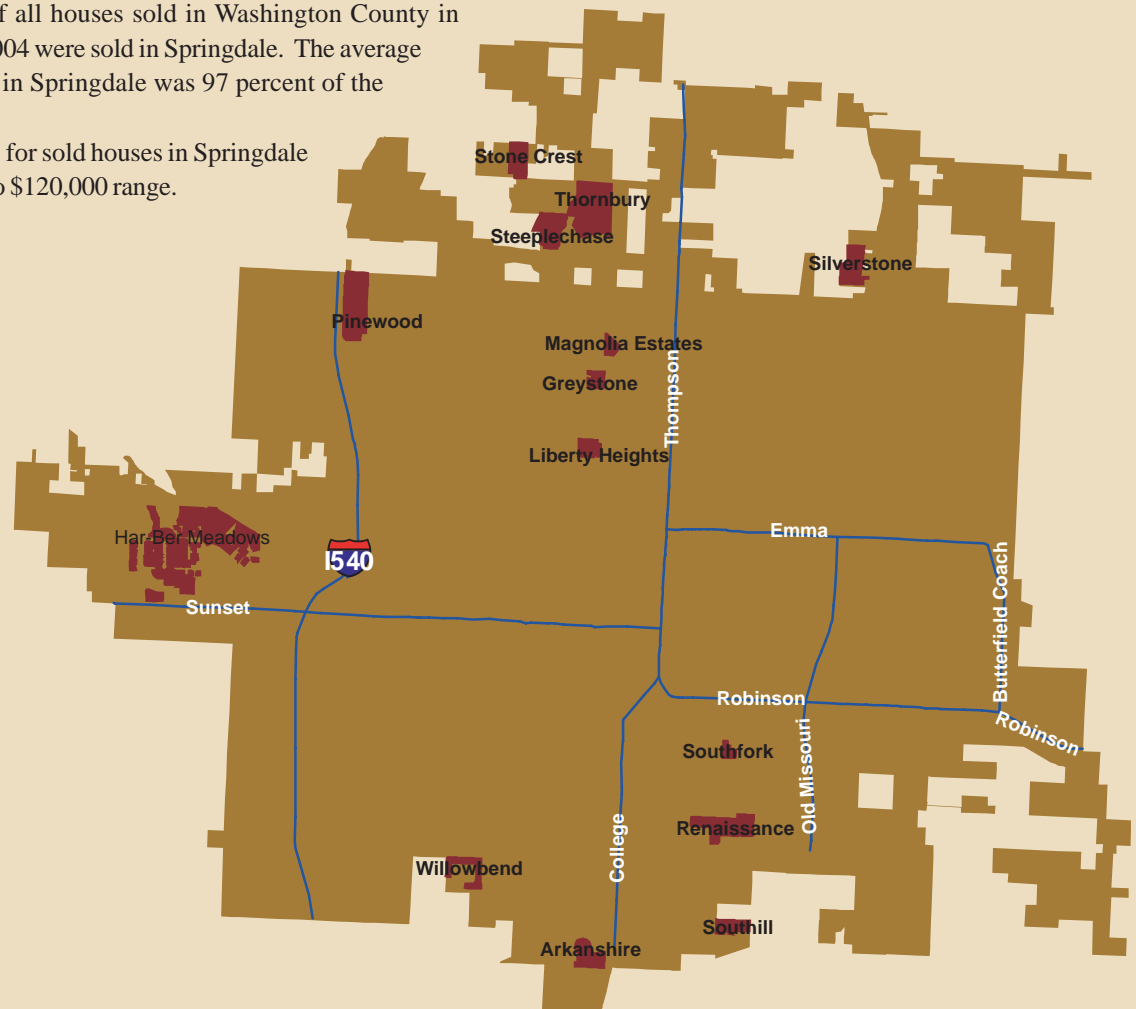 f all houses sold in Washington County in
004 were sold in Springdale. The average
in Springdale was 97 percent of the
for sold houses in Springdale
o $120,000 range.
Stone Crest
Thornbury
Steeplechase
Silverstone
Pinewood
Magnolia Estates
Greystone
Thompson
Liberty Heights
Emma
Har-Ber Meadows
I540
Butterfield Coach
Sunset
Robinson
Robinson
Southfork
Old Missouri
Renaissance
College
Willowbend
Southill
Arkanshire